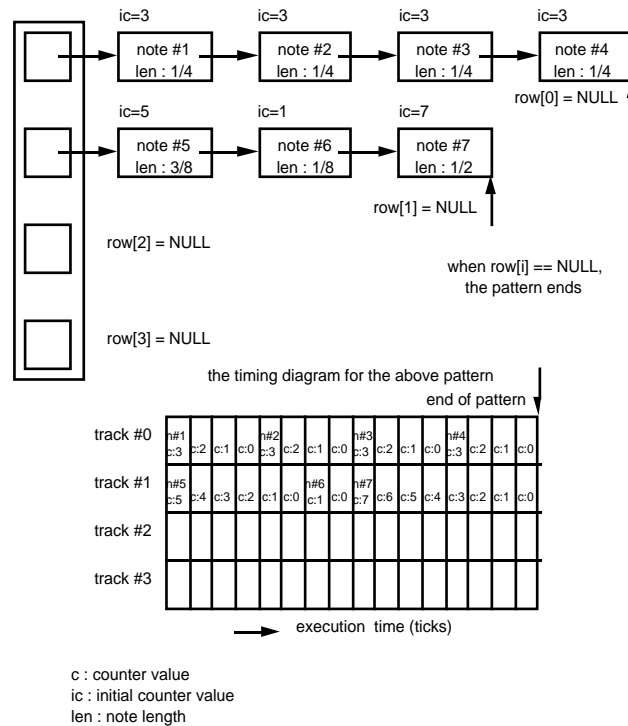 ic=3 ic=3 ic=3 ic=3
note #1 note #2 note #3 note #4
len : 1/4 len : 1/4 len : 1/4 len : 1/4
row[0] = NULL
ic=5 ic=1 ic=7
note #5 note #6 note #7
len : 3/8 len : 1/8 len : 1/2
row[1] = NULL
row[2] = NULL
when row[i] == NULL,
the pattern ends
row[3] = NULL
the timing diagram for the above pattern
end of pattern
track #0
n#1 n#2 n#3 n#4
c:3 c:2 c:1 c:0 c:3 c:2 c:1 c:0 c:3 c:2 c:1 c:0 c:3 c:2 c:1 c:0
track #1
n#5 n#6 n#7
c:5 c:4 c:3 c:2 c:1 c:0 c:1 c:0 c:7 c:6 c:5 c:4 c:3 c:2 c:1 c:0
track #2
track #3
execution time (ticks)
c : counter value
ic : initial counter value
len : note length